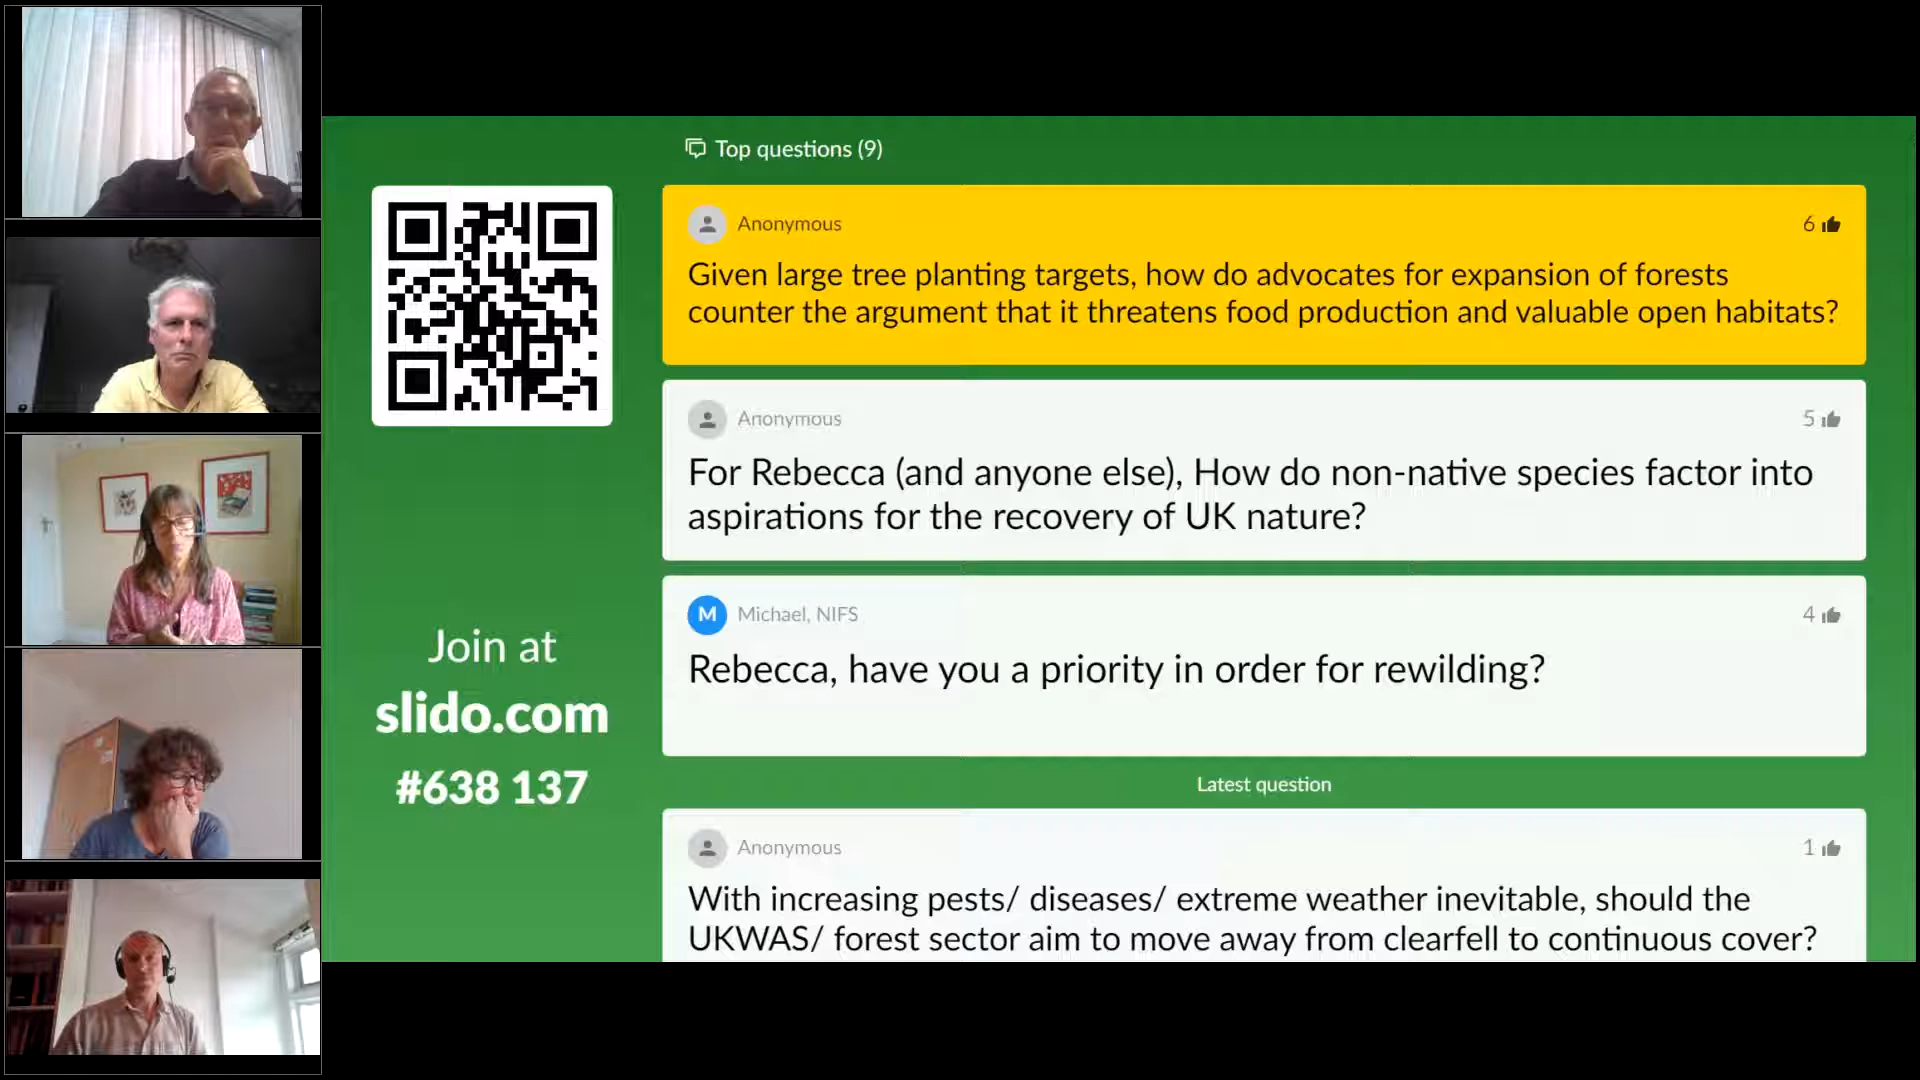 Top questions (9)
Anonymous
6
Given large tree planting targets, how do advocates for expansion of forests
counter the argument that it threatens food production and valuable open habitats?
Anonymous
5
For Rebecca (and anyone else), How do non-native species factor into
aspirations for the recovery of UK nature?
M
Michael, NIFS
4
Rebecca, have you a priority in order for rewilding?
Latest question
Anonymous
1
With increasing pests/ diseases/ extreme weather inevitable, should the
UKWAS/ forest sector aim to move away from clearfell to continuous cover?
Join at
slido.com
#638 137